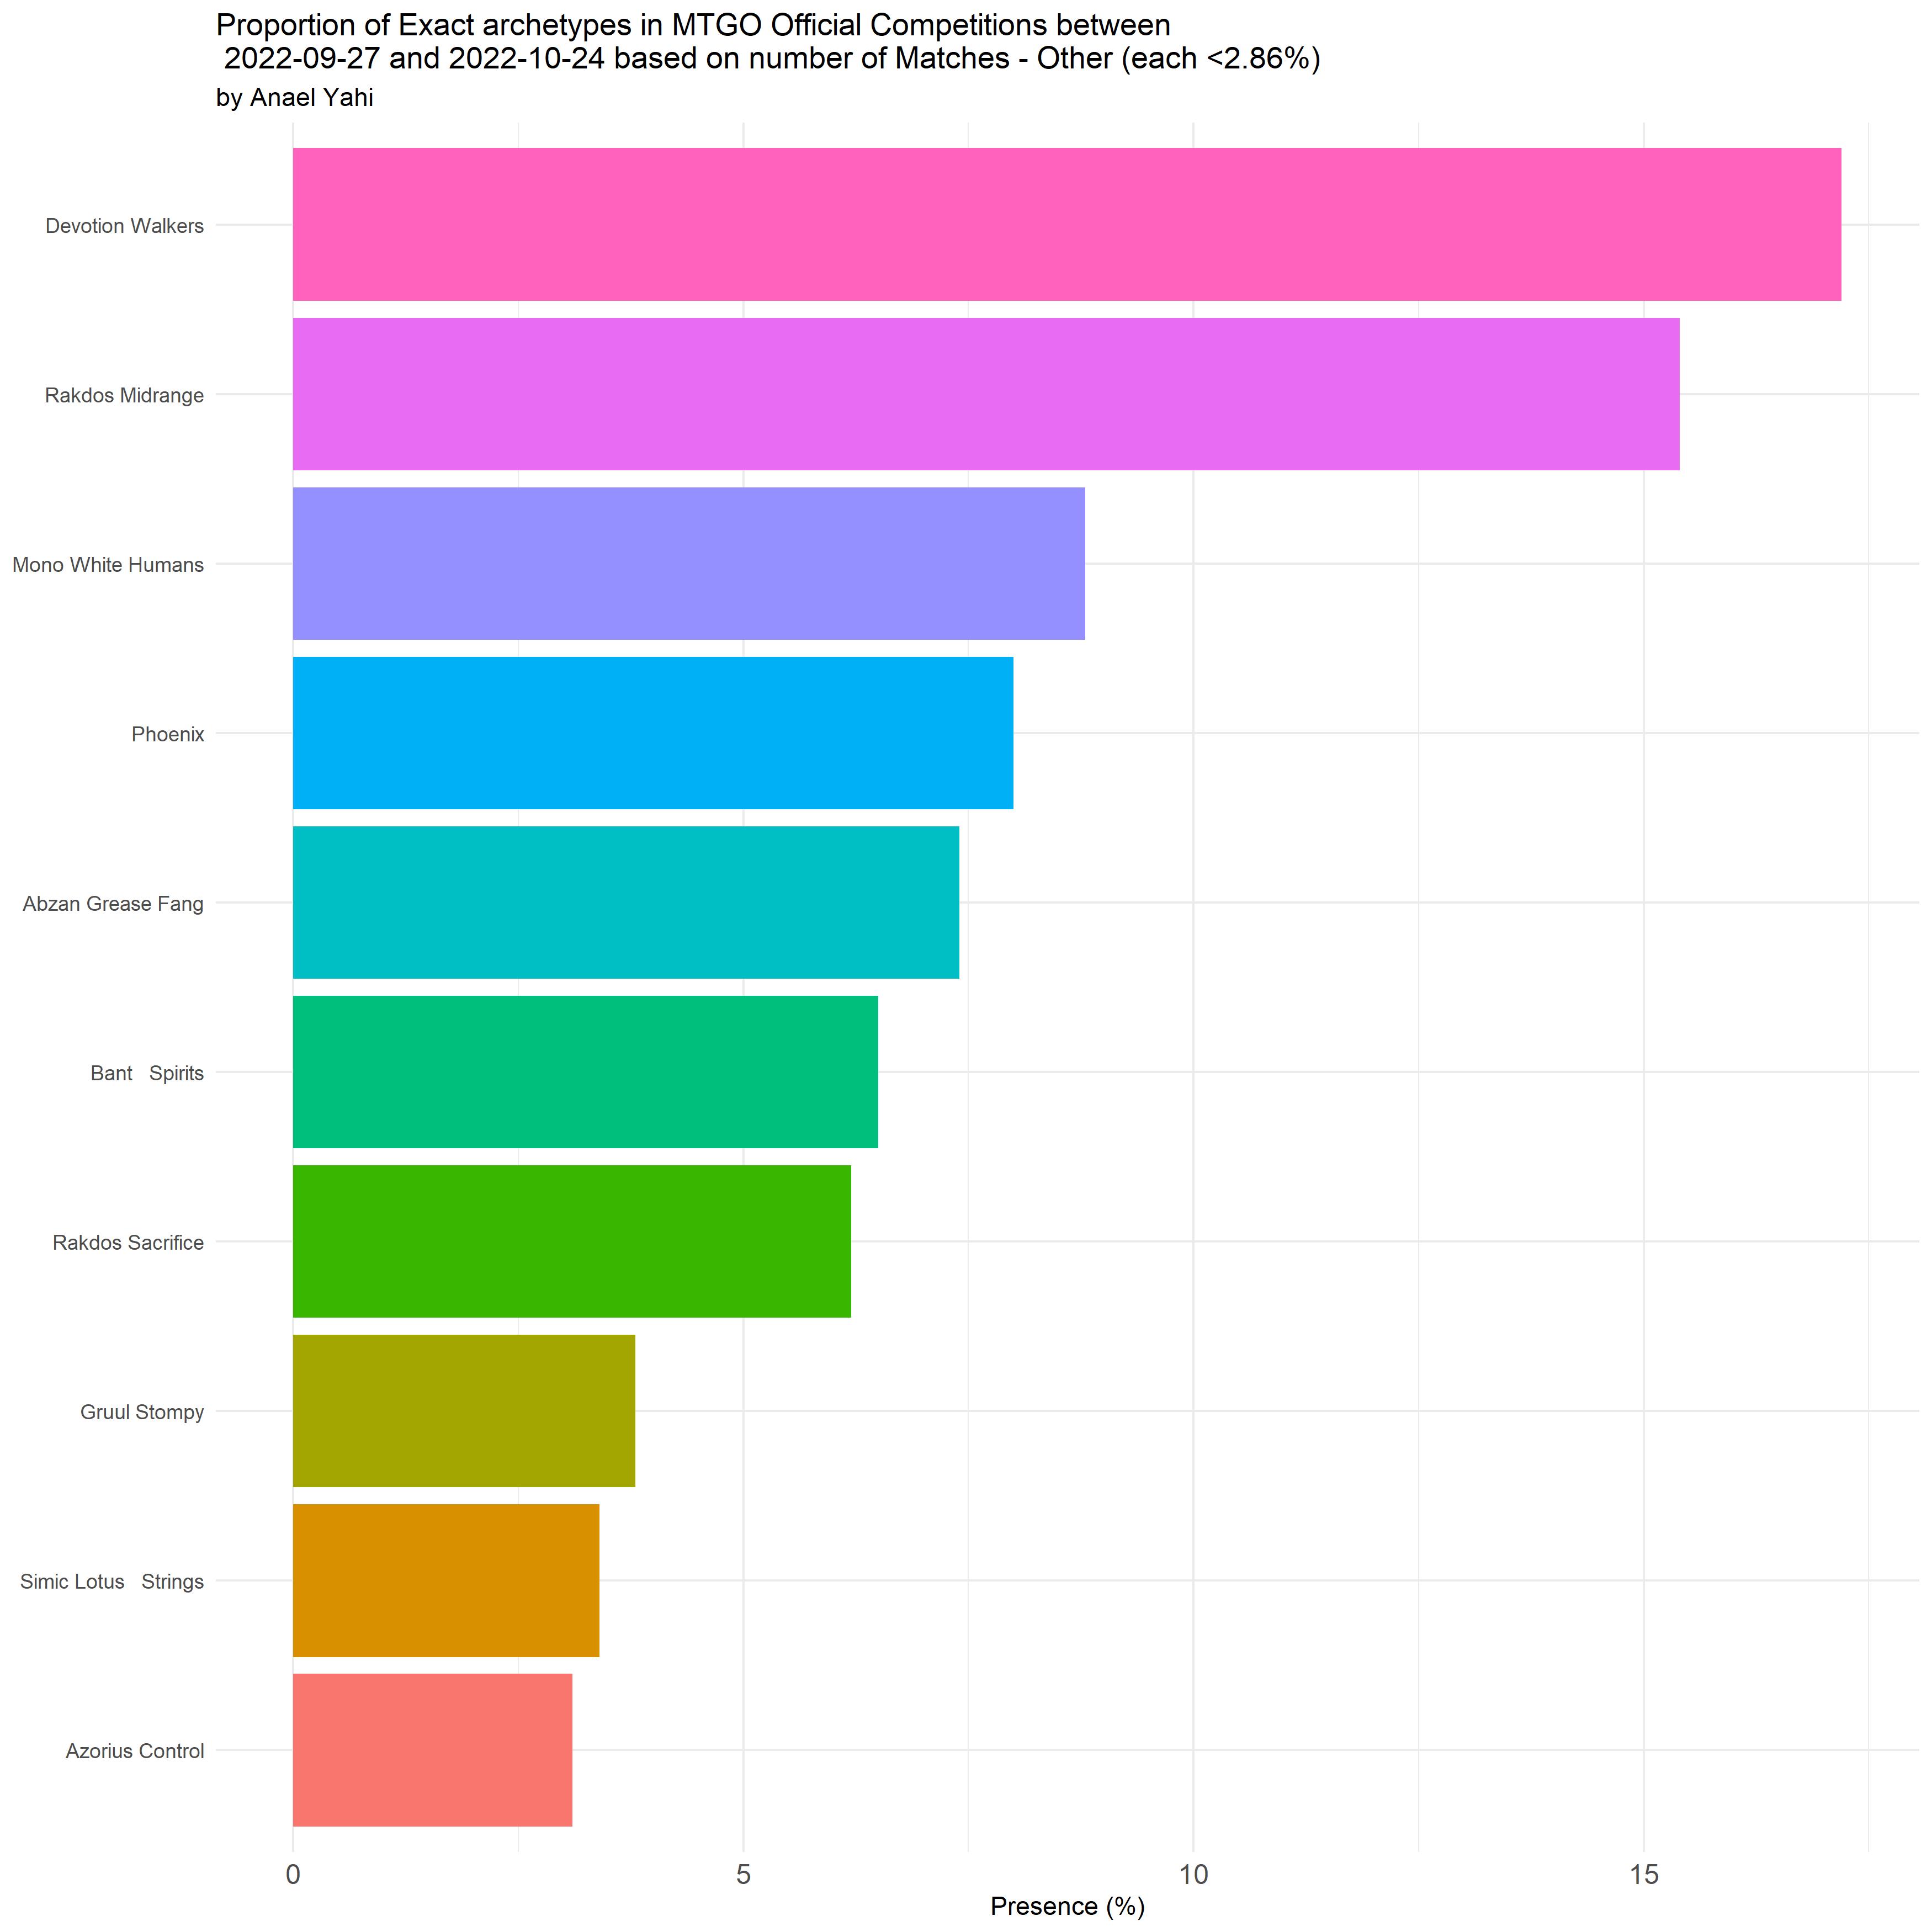 Proportion of Exact archetypes in MTGO Official Competitions between
2022-09-27 and 2022-10-24 based on number of Matches - Other (each <2.86%)
by Anael Yahi
Devotion Walkers
Rakdos Midrange
Mono White Humans
Phoenix
Abzan Grease Fang
Bant   Spirits
Rakdos Sacrifice
Gruul Stompy
Simic Lotus   Strings
Azorius Control
0 5 10 15
Presence (%)